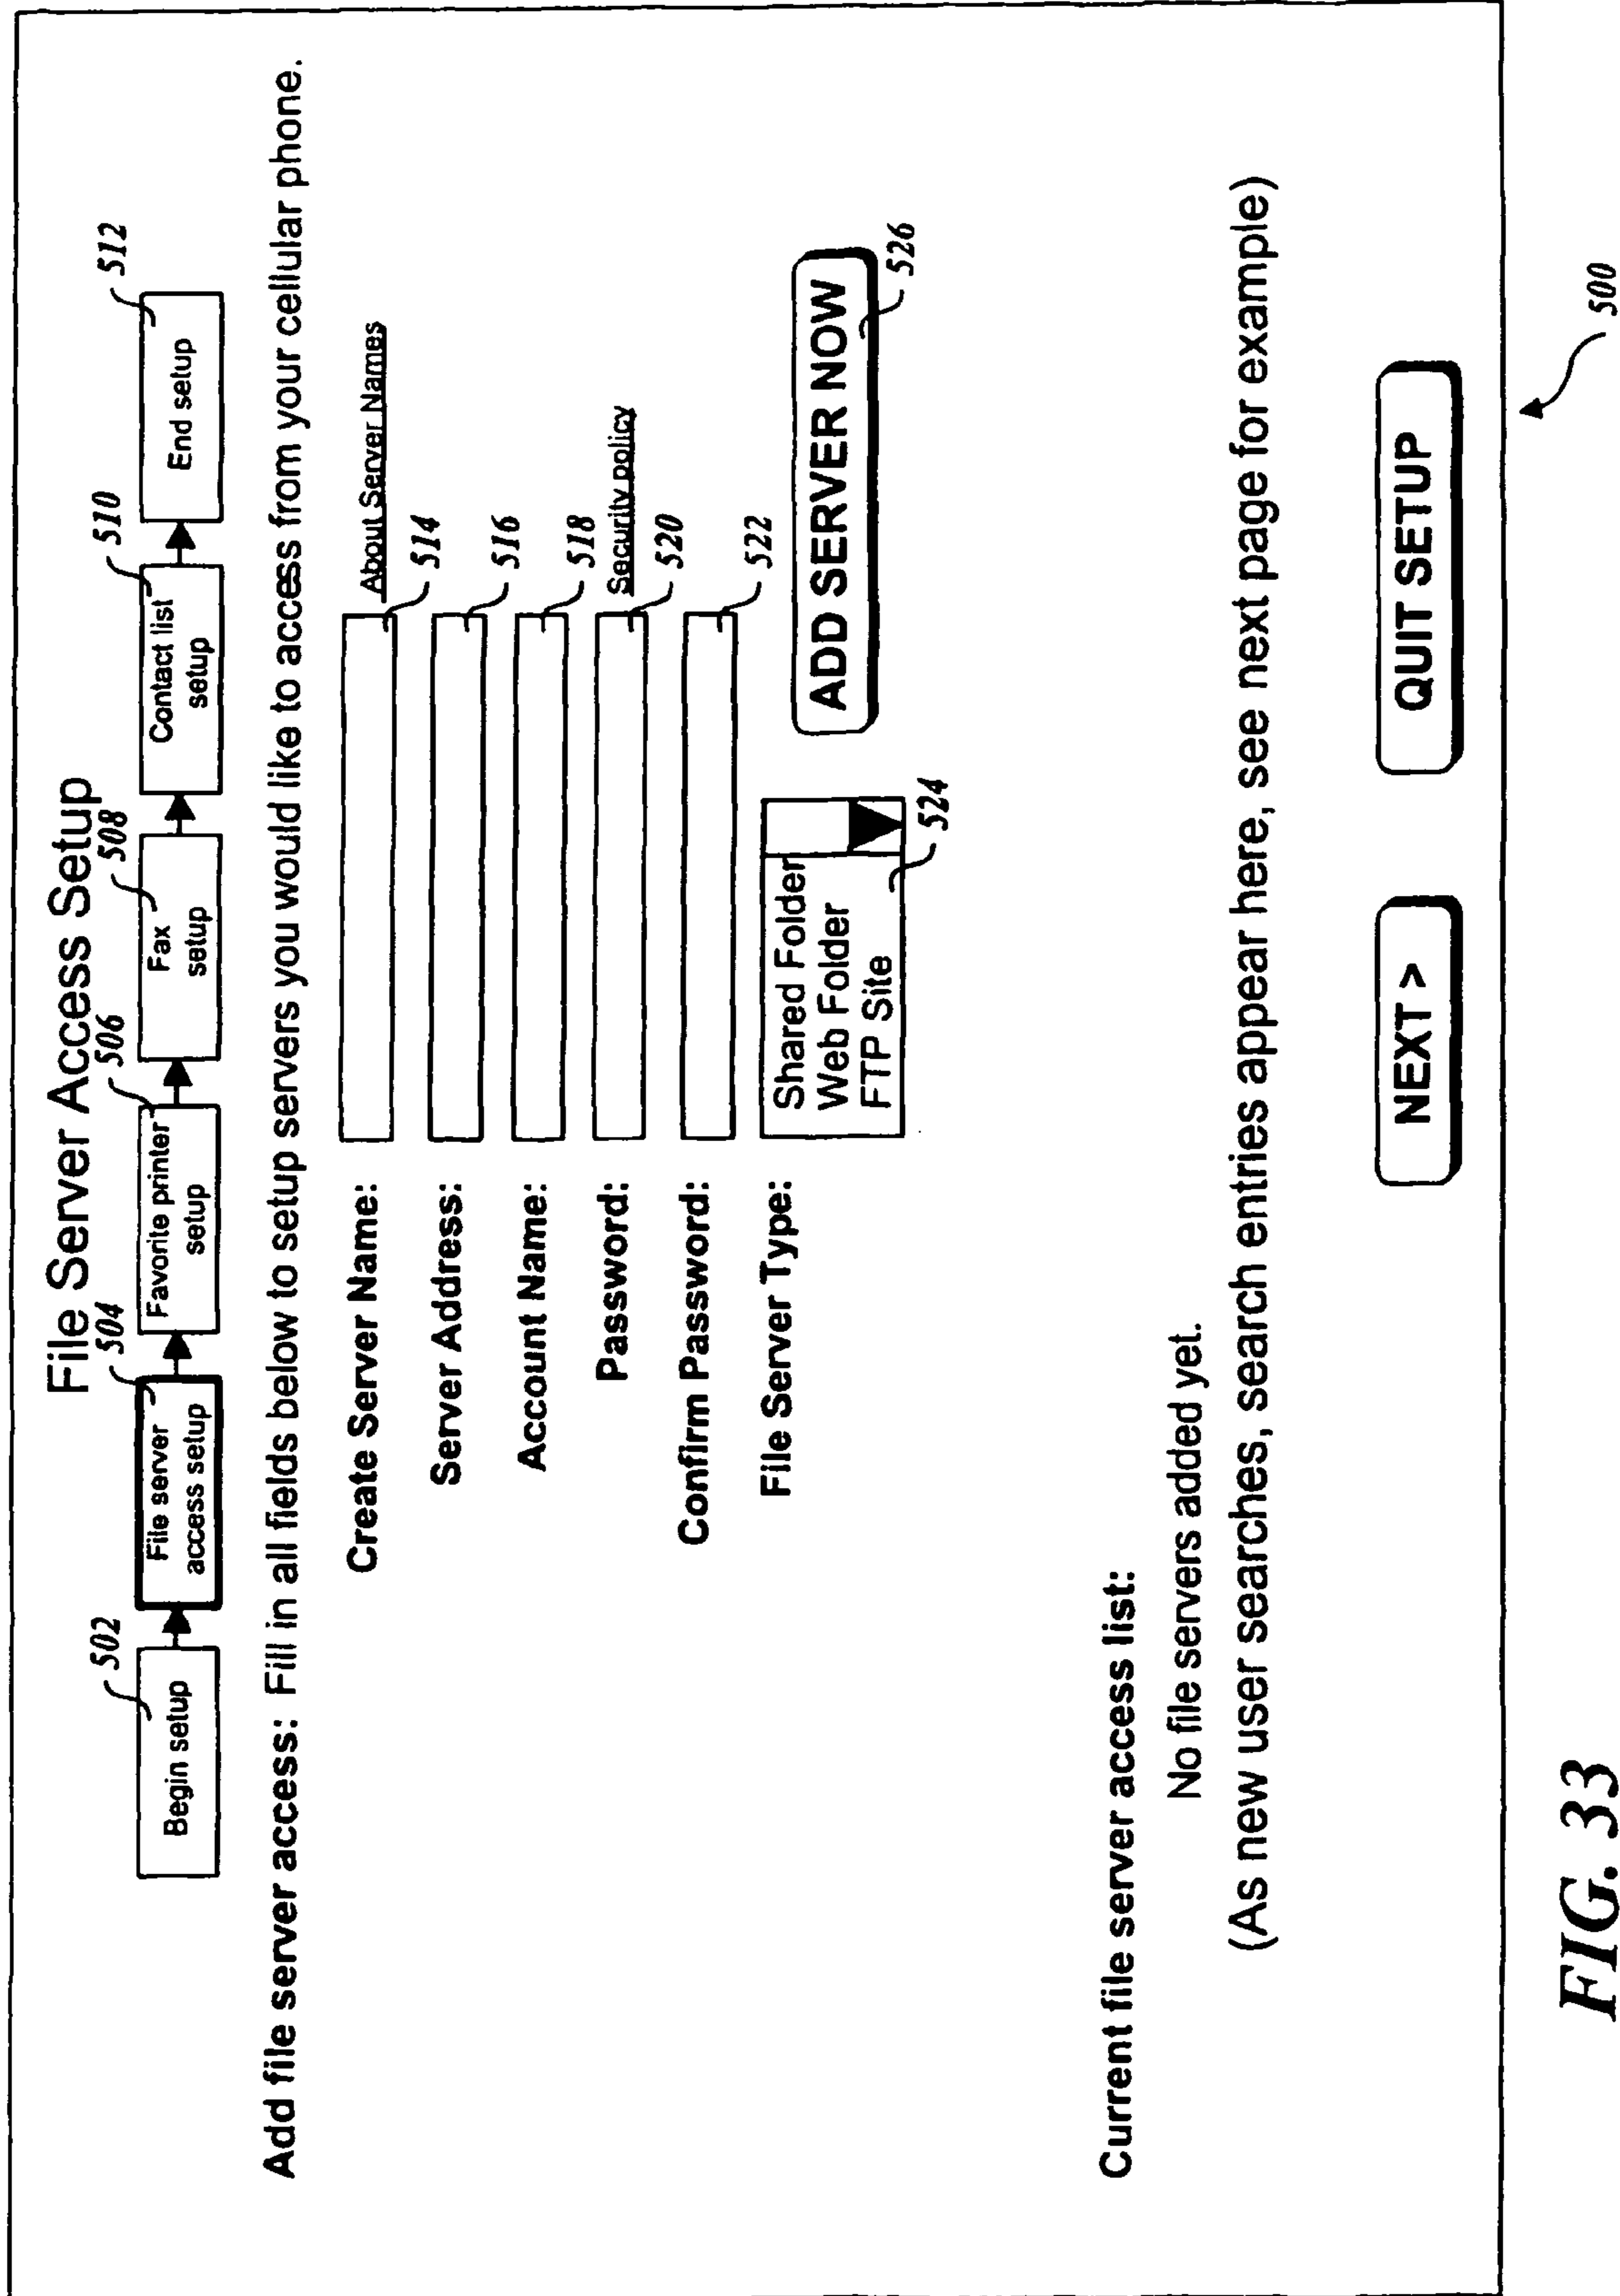 File Server Access Setup
502
504
506
508
510
512
Begin setup
File server
access setup
Favorite printer
setup
Fax
setup
Contact list
setup
End setup
Add file server access: Fill in all fields below to setup servers you would like to access from your cellular phone.
Create Server Name:
About Server Names
514
Server Address:
516
Account Name:
518
Password:
Security policy
520
Confirm Password:
522
File Server Type:
Shared Folder
Web Folder
FTP Site
524
ADD SERVER NOW
526
Current file server access list:
No file servers added yet.
(As new user searches, search entries appear here, see next page for example)
NEXT >
QUIT SETUP
500
FIG. 33